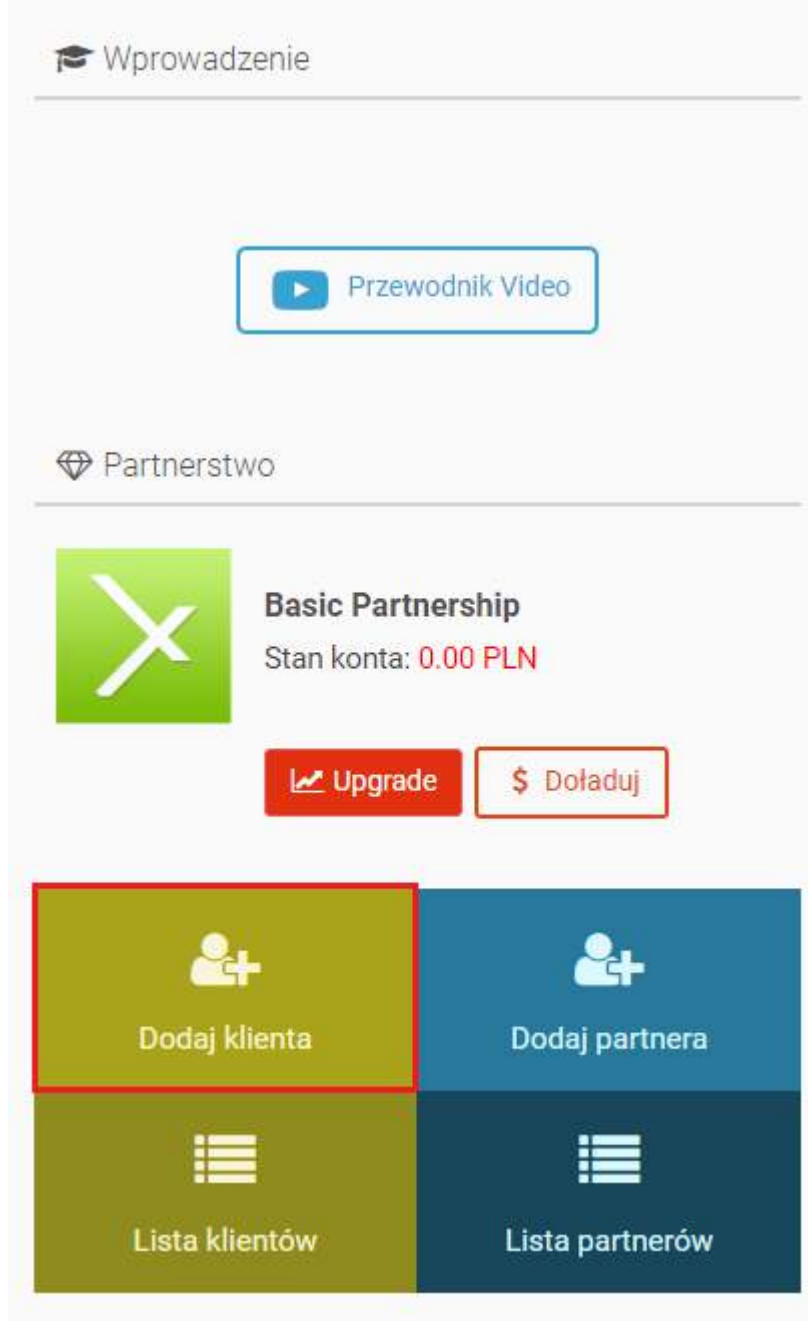 Wprowadzenie
Przewodnik Video
Partnerstwo
Basic Partnership
Stan konta: 0.00 PLN
Upgrade
$ Doładuj
Dodaj klienta
Dodaj partnera
Lista klientów
Lista partnerów